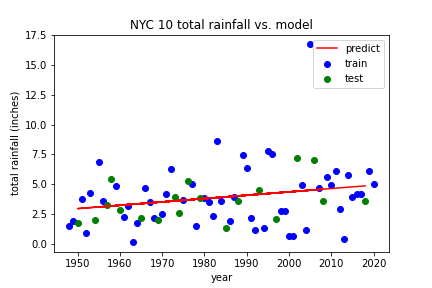 NYC 10 total rainfall vs. model
17.5
15.0
12.5
10.0
7.5
5.0
2.5
0.0
total rainfall (inches)
predict
train
test
1950 1960 1970 1980 1990 2000 2010 2020
year